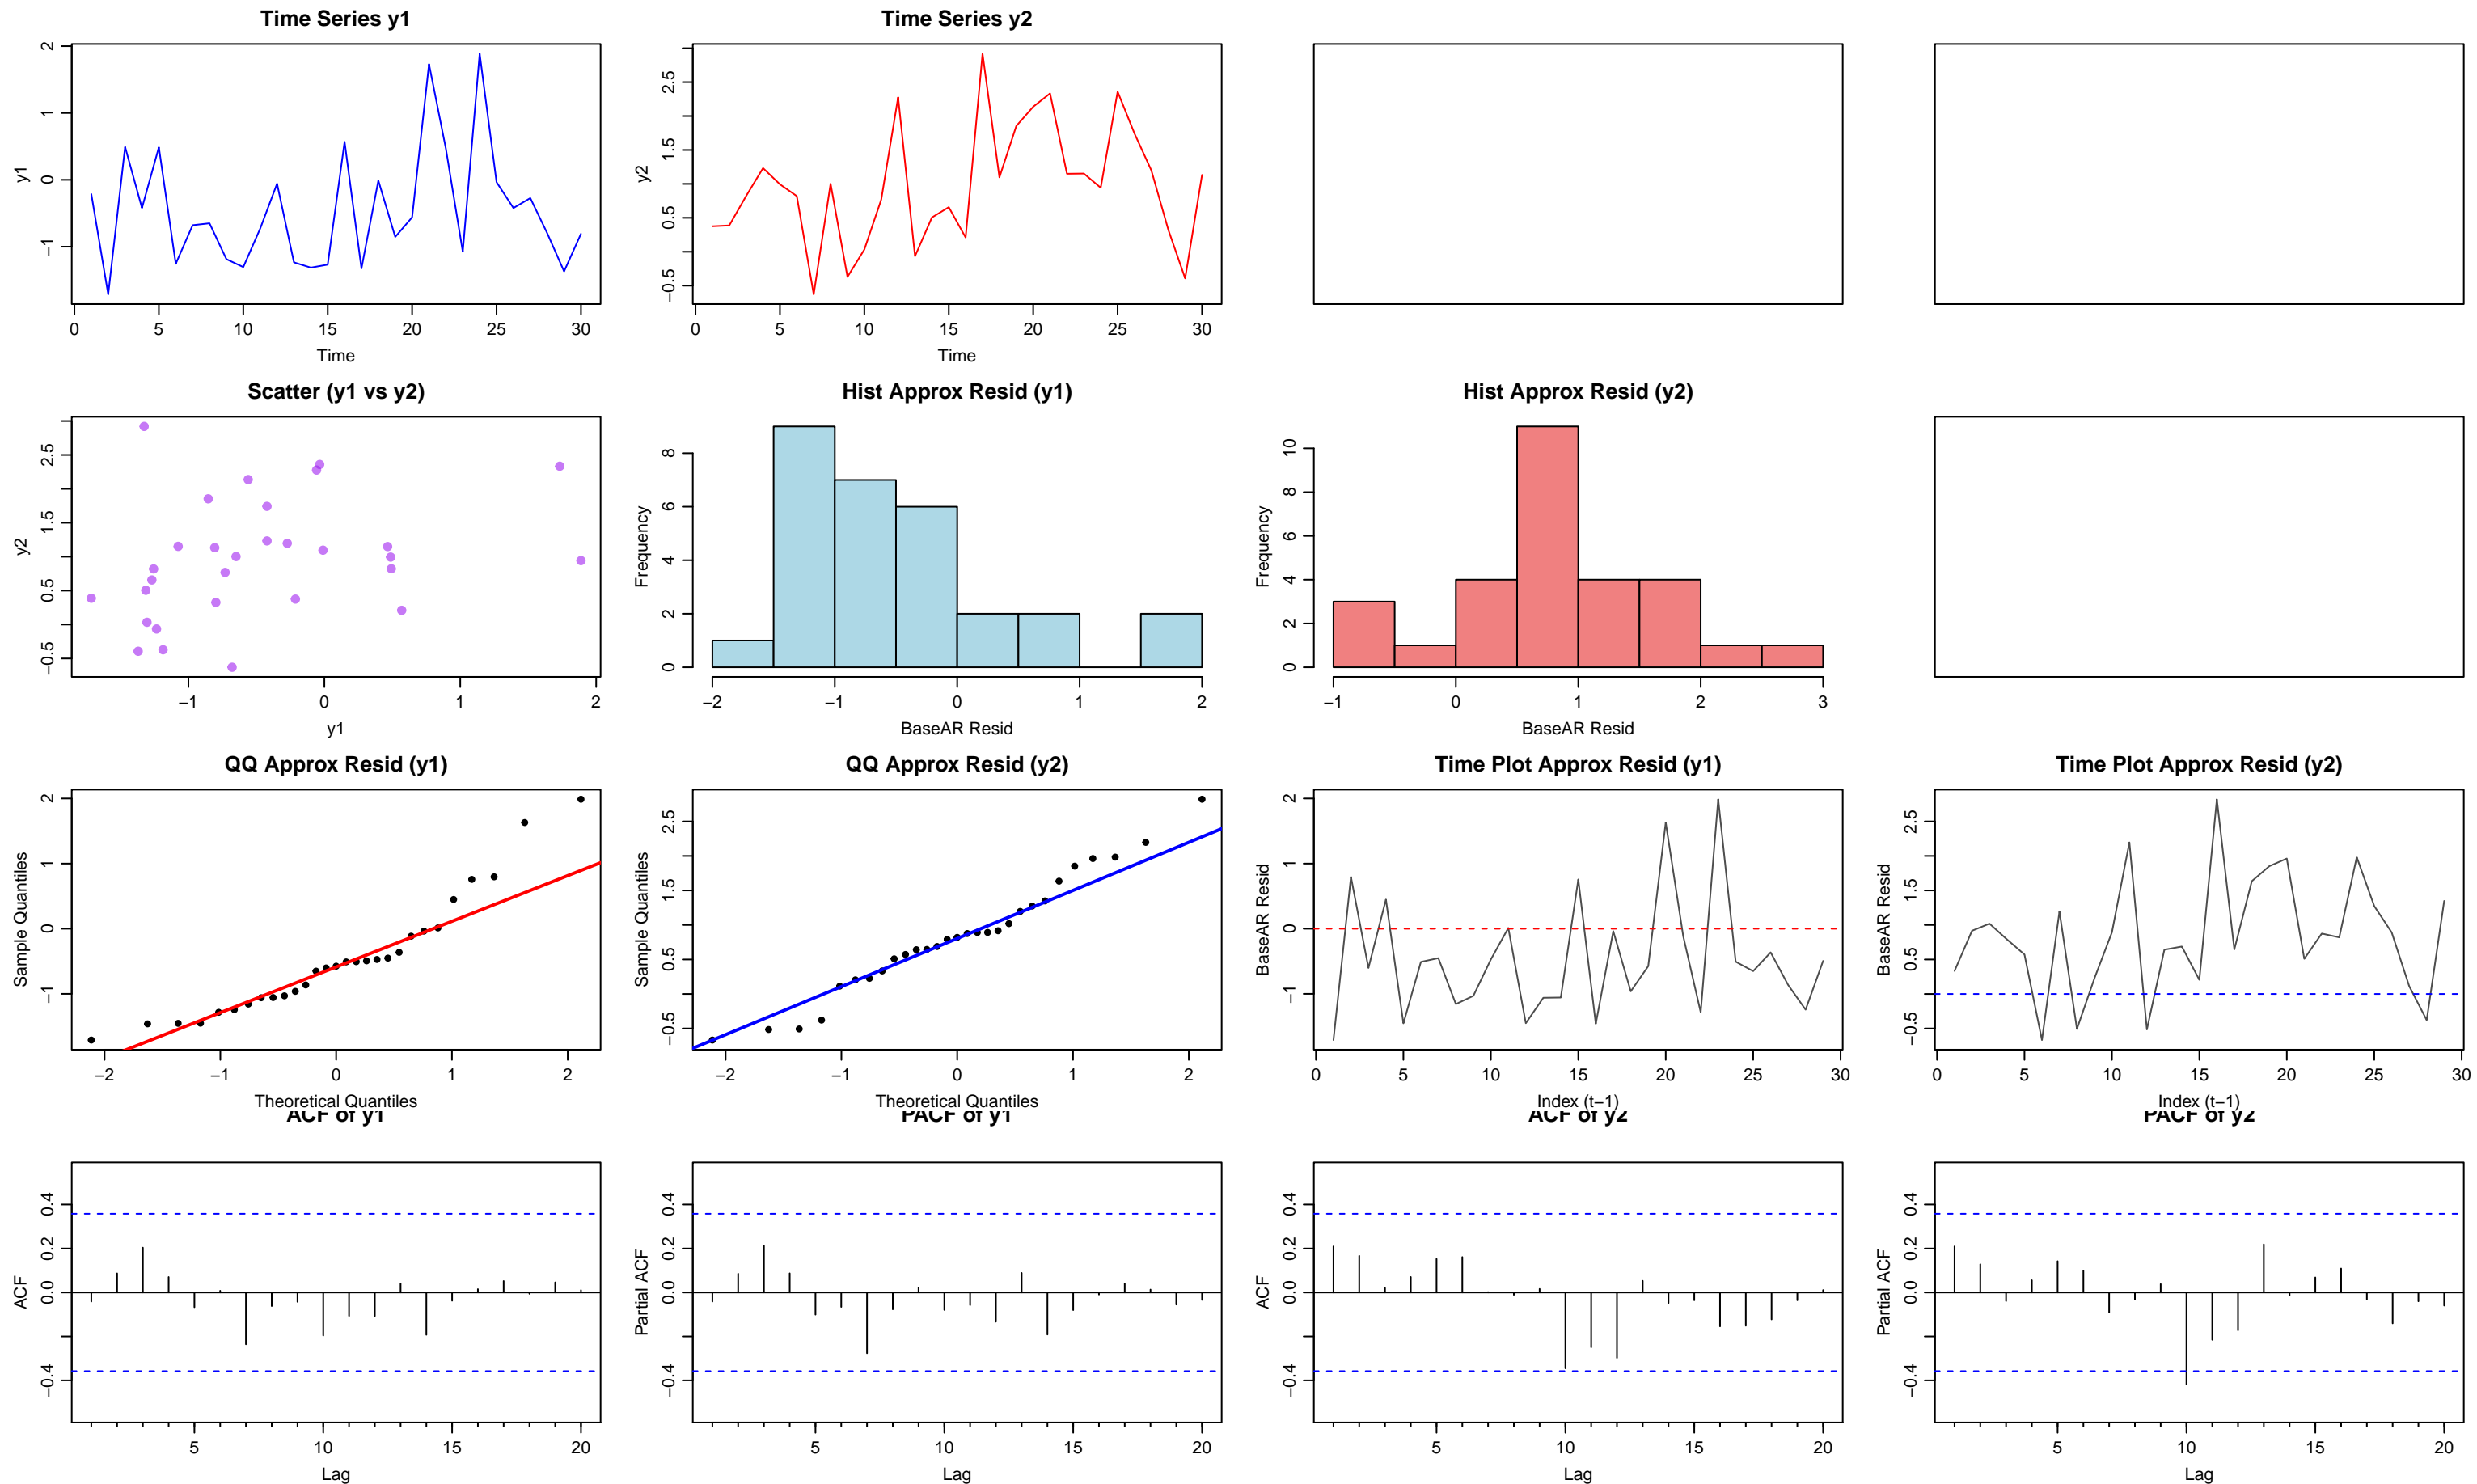 Time Series y1
2
1
0
−1
y1
0 5 10 15 20 25 30
Time
Time Series y2
2.5
1.5
0.5
−0.5
y2
0 5 10 15 20 25 30
Time
Scatter (y1 vs y2)
2.5
1.5
0.5
−0.5
y2
−1 0 1 2
y1
Hist Approx Resid (y1)
8
6
4
2
0
Frequency
−2 −1 0 1 2
BaseAR Resid
Hist Approx Resid (y2)
10
8
6
4
2
0
Frequency
−1 0 1 2 3
BaseAR Resid
QQ Approx Resid (y1)
2
1
0
−1
Sample Quantiles
−2 −1 0 1 2
Theoretical Quantiles
QQ Approx Resid (y2)
2.5
1.5
0.5
−0.5
Sample Quantiles
−2 −1 0 1 2
Theoretical Quantiles
Time Plot Approx Resid (y1)
2
1
0
−1
BaseAR Resid
0 5 10 15 20 25 30
Index (t−1)
Time Plot Approx Resid (y2)
2.5
1.5
0.5
−0.5
BaseAR Resid
0 5 10 15 20 25 30
Index (t−1)
ACF of y1
0.4
0.2
0.0
−0.4
ACF
5 10 15 20
Lag
PACF of y1
0.4
0.2
0.0
−0.4
Partial ACF
5 10 15 20
Lag
ACF of y2
0.4
0.2
0.0
−0.4
ACF
5 10 15 20
Lag
PACF of y2
0.4
0.2
0.0
−0.4
Partial ACF
5 10 15 20
Lag